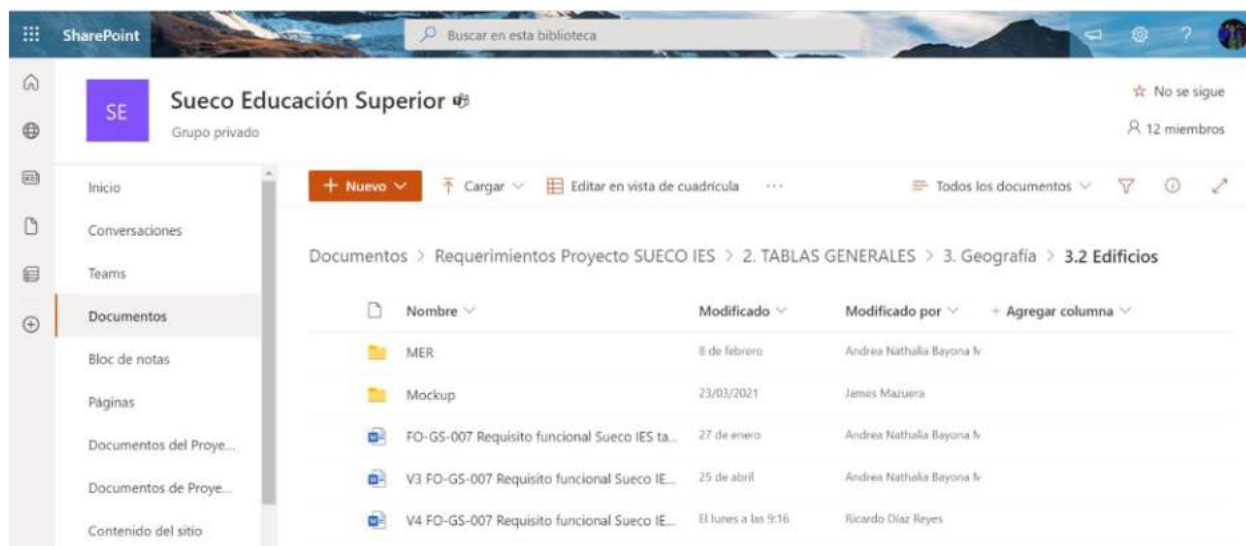 SharePoint
Buscar en esta biblioteca
?
SE
Sueco Educación Superior
Grupo privado
No se sigue
12 miembros
Inicio
Conversaciones
Teams
Documentos
Bloc de notas
Páginas
Documentos del Proye...
Documentos de Proye...
Contenido del sitio
+ Nuevo
Cargar
Editar en vista de cuadrícula
...
Todos los documentos
Documentos > Requerimientos Proyecto SUECO IES > 2. TABLAS GENERALES > 3. Geografía > 3.2 Edificios
Nombre Modificado Modificado por + Agregar columna
MER 8 de febrero Andrea Nathalia Bayona
Mockup 23/03/2021 James Mazuera
FO-GS-007 Requisito funcional Sueco IES ta... 27 de enero Andrea Nathalia Bayona
V3 FO-GS-007 Requisito funcional Sueco IE... 25 de abril Andrea Nathalia Bayona
V4 FO-GS-007 Requisito funcional Sueco IE... El lunes a las 9:16 Ricardo Díaz Reyes